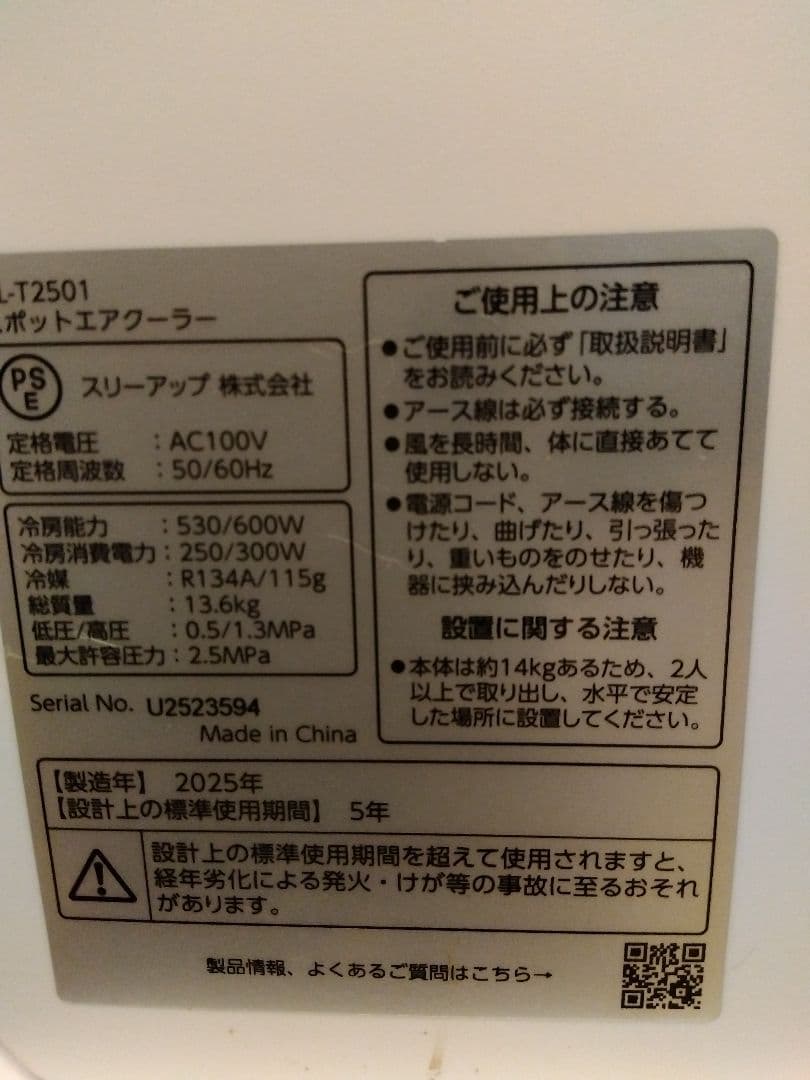 L-T2501
ポットエアクーラー
PSE
スリーアップ 株式会社
定格電圧 : AC100V
定格周波数 : 50/60Hz
冷房能力 : 530/600W
冷房消費電力 : 250/300W
冷媒 : R134A/115g
総質量 : 13.6kg
低圧/高圧 : 0.5/1.3MPa
最大許容圧力 : 2.5MPa
Serial No. U2523594
Made in China
ご使用上の注意
●ご使用前に必ず「取扱説明書」
をお読みください。
●アース線は必ず接続する。
●風を長時間、体に直接あてて
使用しない。
●電源コード、アース線を傷つ
けたり、曲げたり、引っ張った
り、重いものをのせたり、機
器に挟み込んだりしない。
設置に関する注意
●本体は約14kgあるため、2人
以上で取り出し、水平で安定
した場所に設置してください。
【製造年】 2025年
【設計上の標準使用期間】 5年
設計上の標準使用期間を超えて使用されますと、
経年劣化による発火・けが等の事故に至るおそれ
があります。
製品情報、よくあるご質問はこちら→